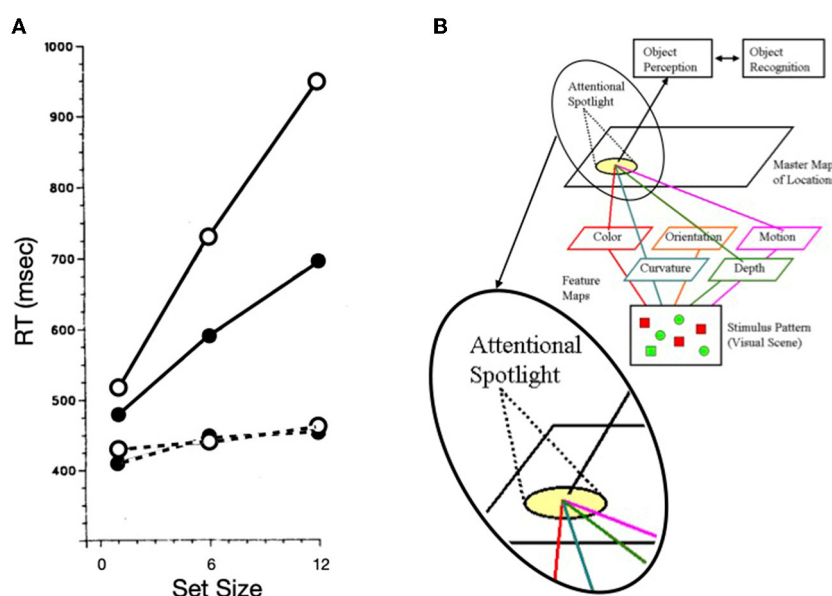 A
1000
900
800
700
600
500
400
RT (msec)
0
6
12
Set Size
B
Object
Perception
Object
Recognition
Attentional
Spotlight
Master Map
of Locations
Color
Orientation
Motion
Curvature
Depth
Feature
Maps
Stimulus Pattern
(Visual Scene)
Attentional
Spotlight